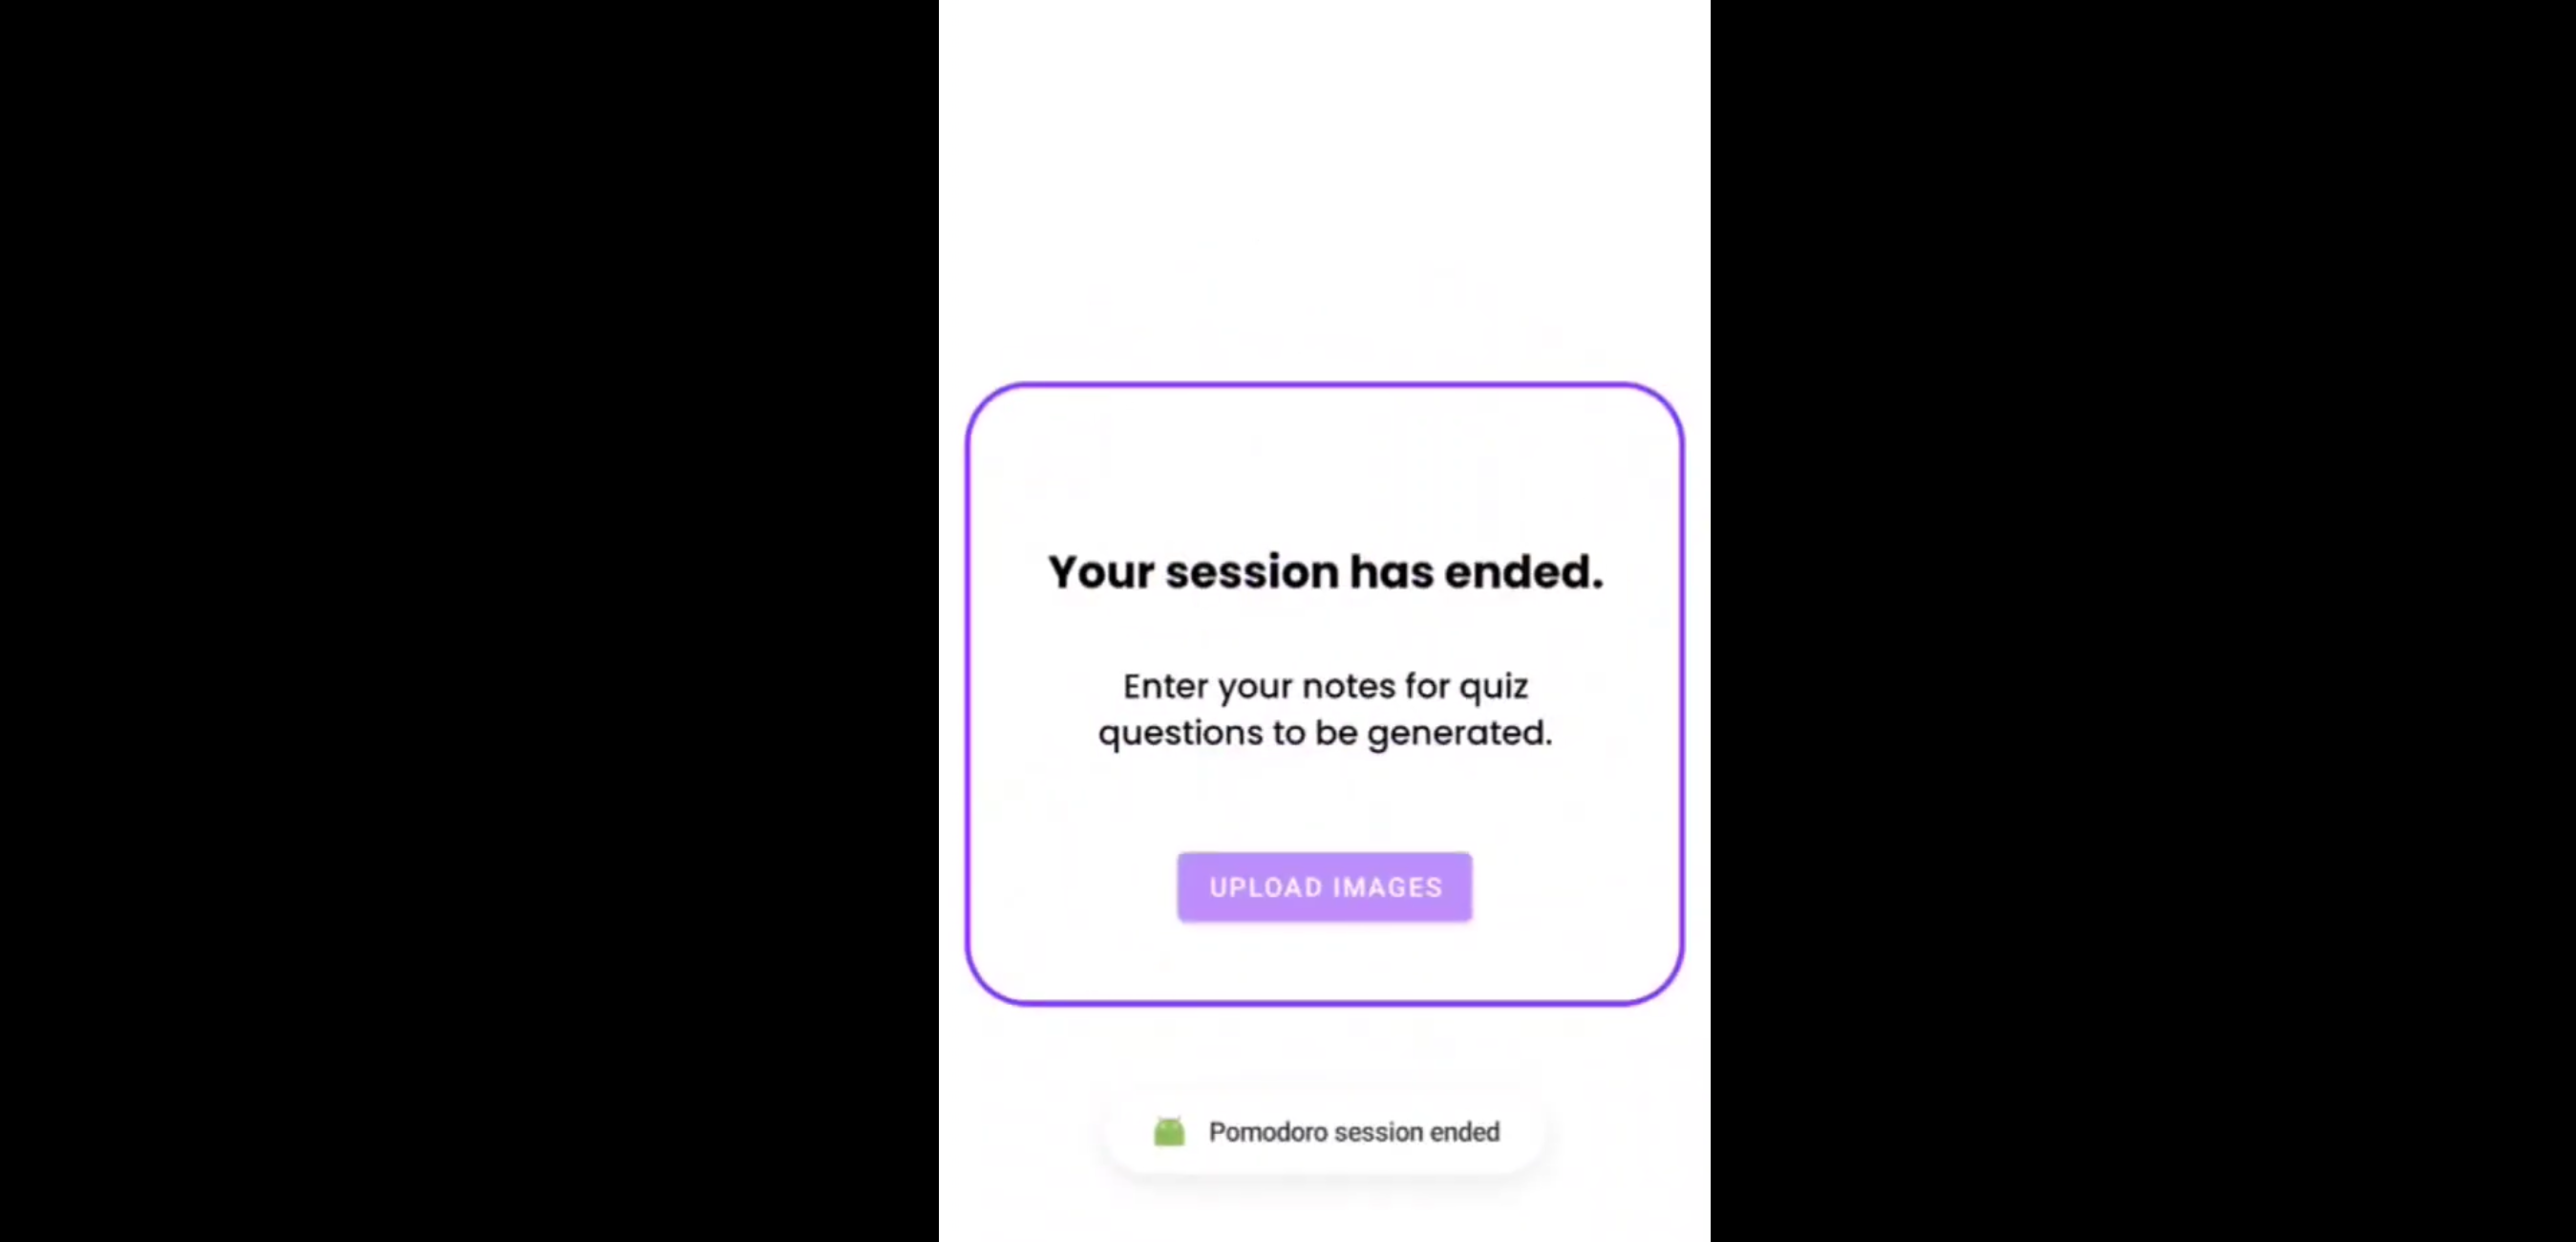 Your session has ended.
Enter your notes for quiz
questions to be generated.
UPLOAD IMAGES
Pomodoro session ended